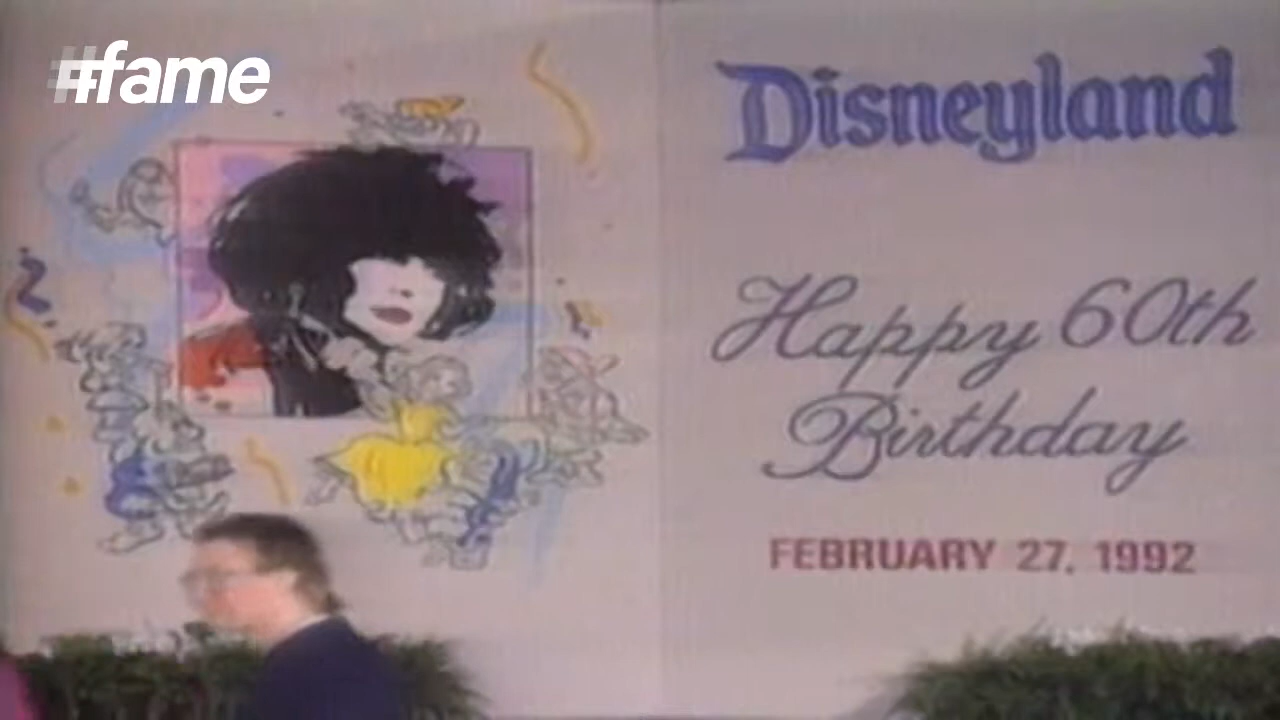 #fame
Disneyland
Happy 60th
Birthday
FEBRUARY 27, 1992